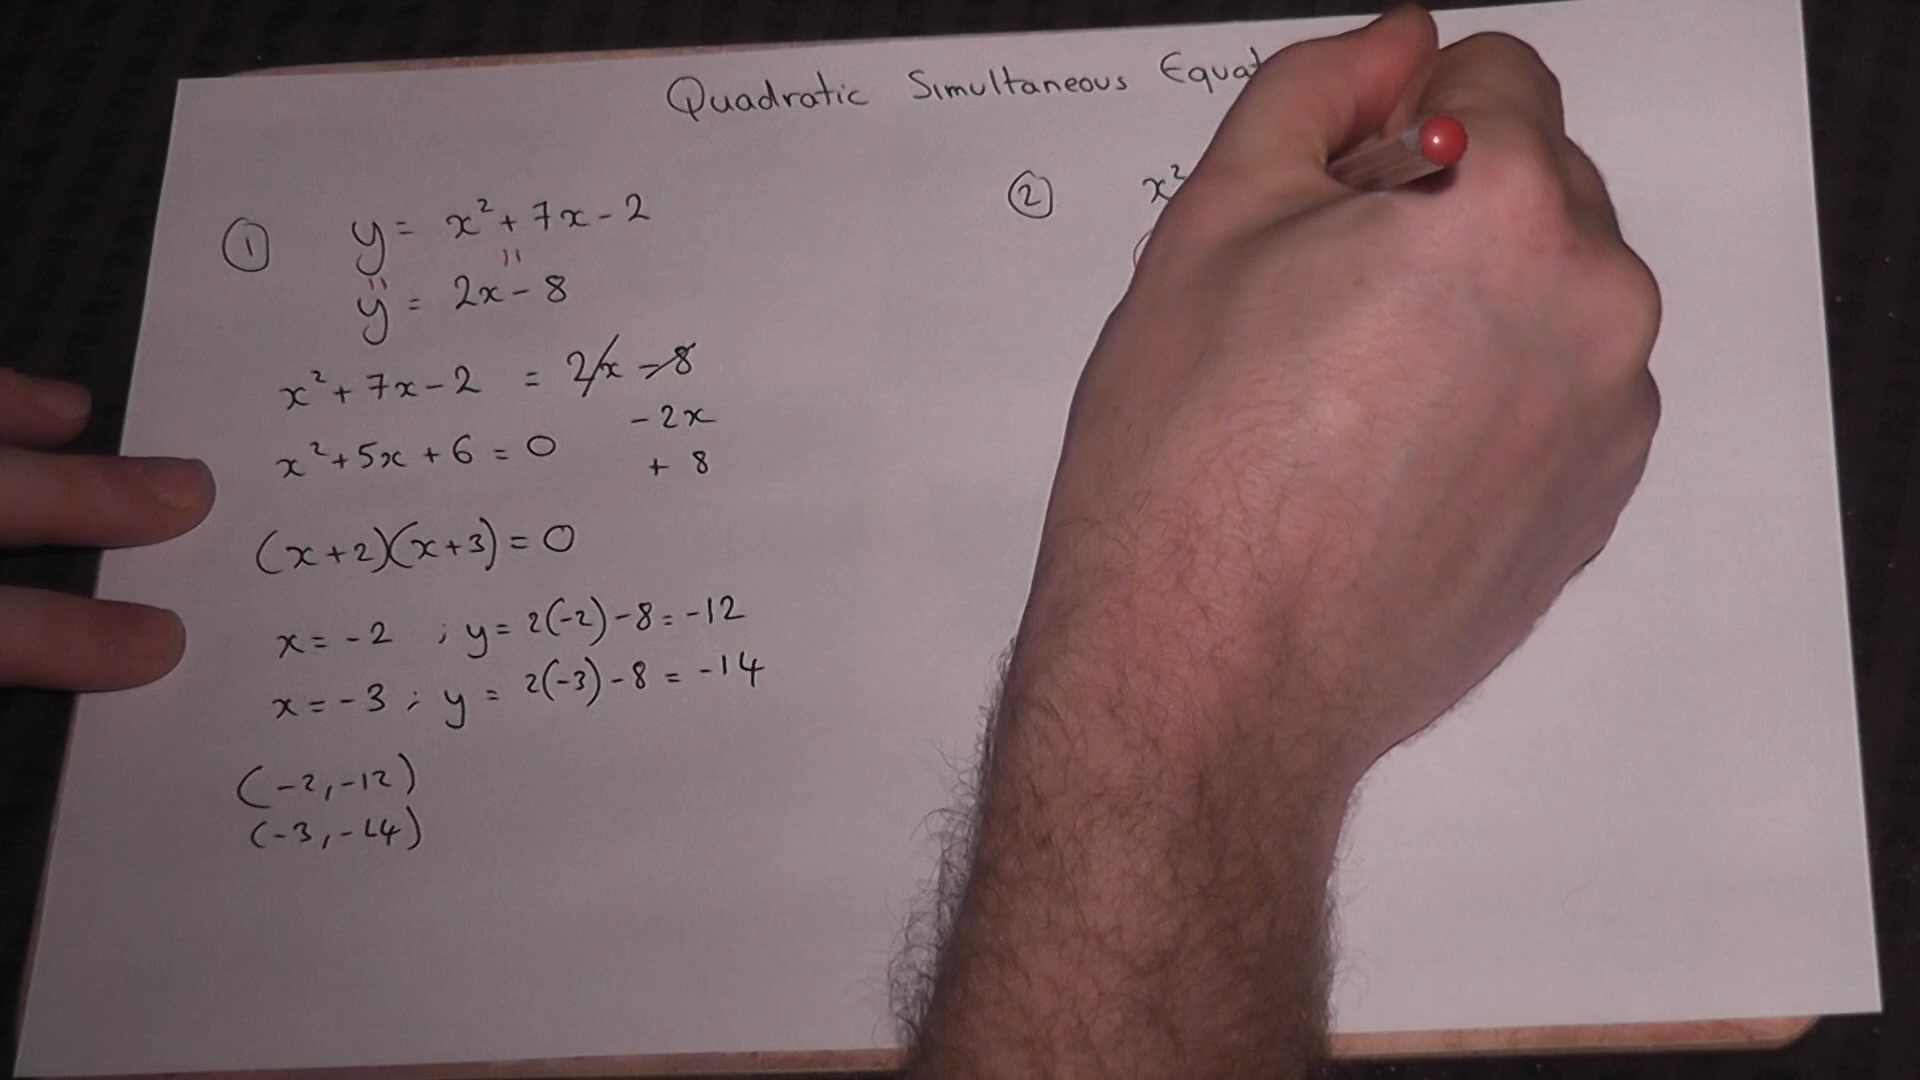 Quadratic Simultaneous
① y = x² + 7x - 2
y = 2x - 8
x² + 7x - 2 = 2x - 8
- 2x
x² + 5x + 6 = 0
+ 8
(x+2)(x+3) = 0
x = -2 ; y = 2(-2) - 8 = -12
x = -3 ; y = 2(-3) - 8 = -14
(-2, -12)
(-3, -14)
② x²